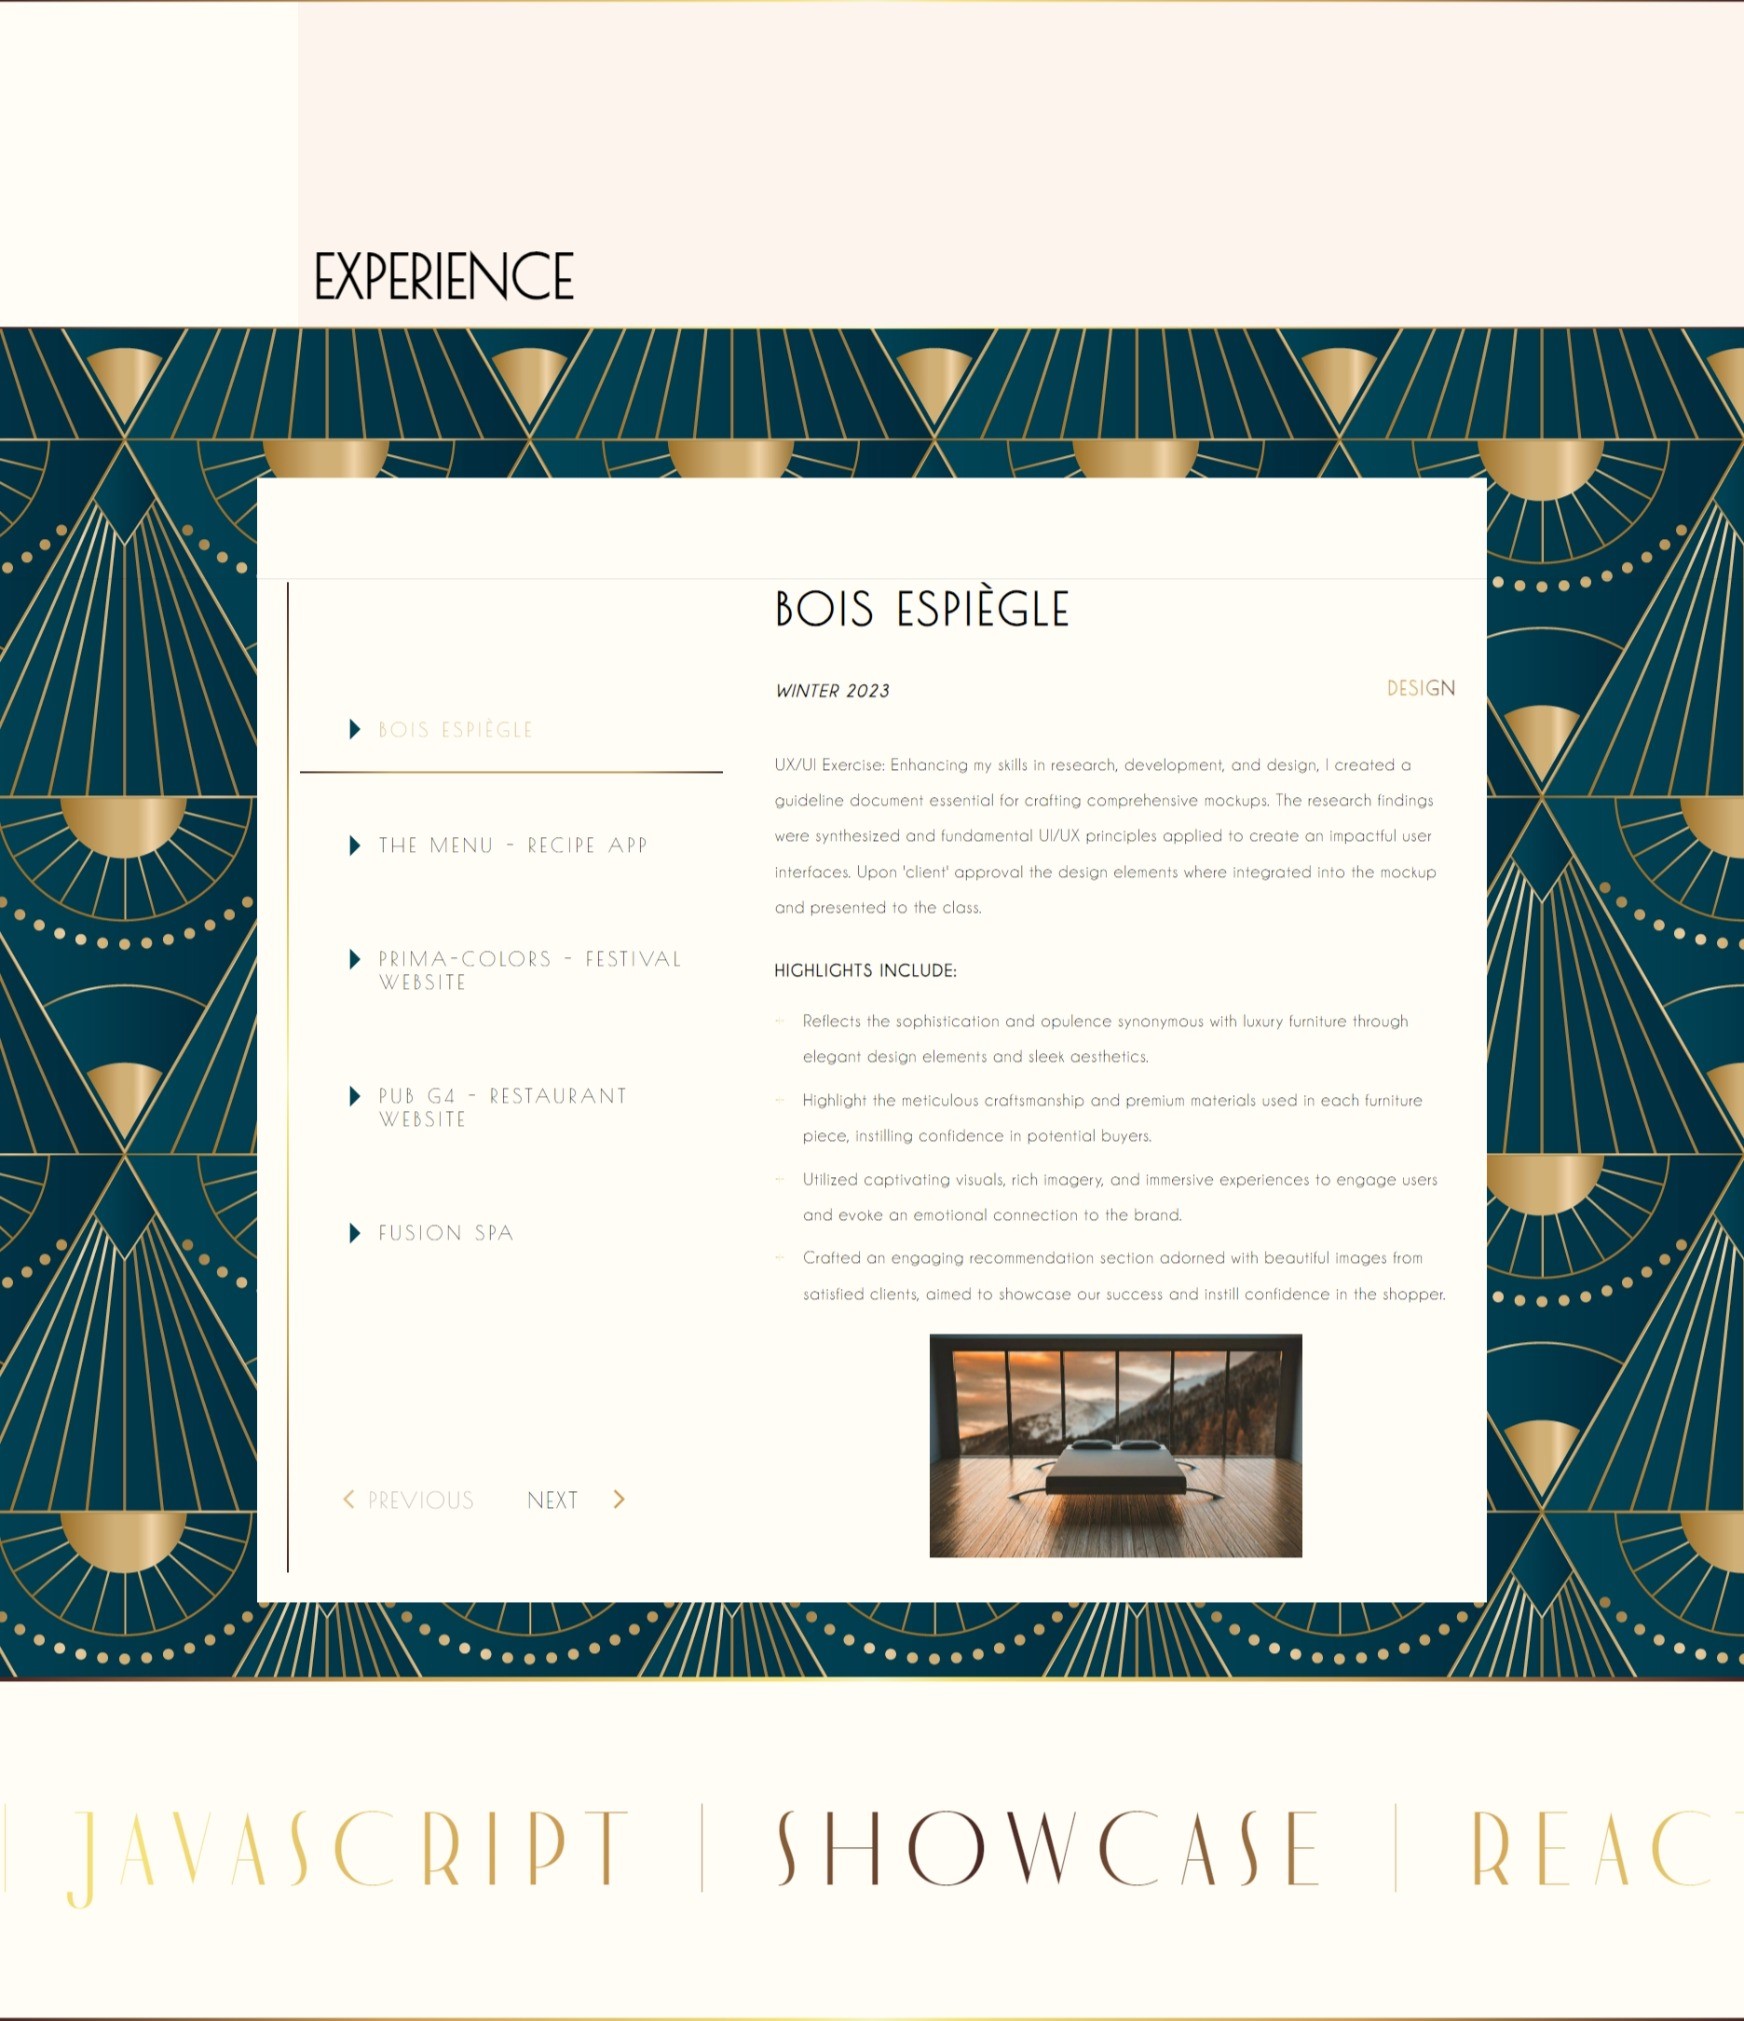 EXPERIENCE
BOIS ESPIÈGLE
THE MENU - RECIPE APP
PRIMA-COLORS - FESTIVAL
WEBSITE
PUB G4 - RESTAURANT
WEBSITE
FUSION SPA
PREVIOUS NEXT
BOIS ESPIÈGLE
WINTER 2023
DESIGN
UX/UI Exercise: Enhancing my skills in research, development, and design, I created a
guideline document essential for crafting comprehensive mockups. The research findings
were synthesized and fundamental UI/UX principles applied to create an impactful user
interfaces. Upon 'client' approval the design elements where integrated into the mockup
and presented to the class.
HIGHLIGHTS INCLUDE:
Reflects the sophistication and opulence synonymous with luxury furniture through
elegant design elements and sleek aesthetics.
Highlight the meticulous craftsmanship and premium materials used in each furniture
piece, instilling confidence in potential buyers.
Utilized captivating visuals, rich imagery, and immersive experiences to engage users
and evoke an emotional connection to the brand.
Crafted an engaging recommendation section adorned with beautiful images from
satisfied clients, aimed to showcase our success and instill confidence in the shopper.
| JAVASCRIPT | SHOWCASE | REACT